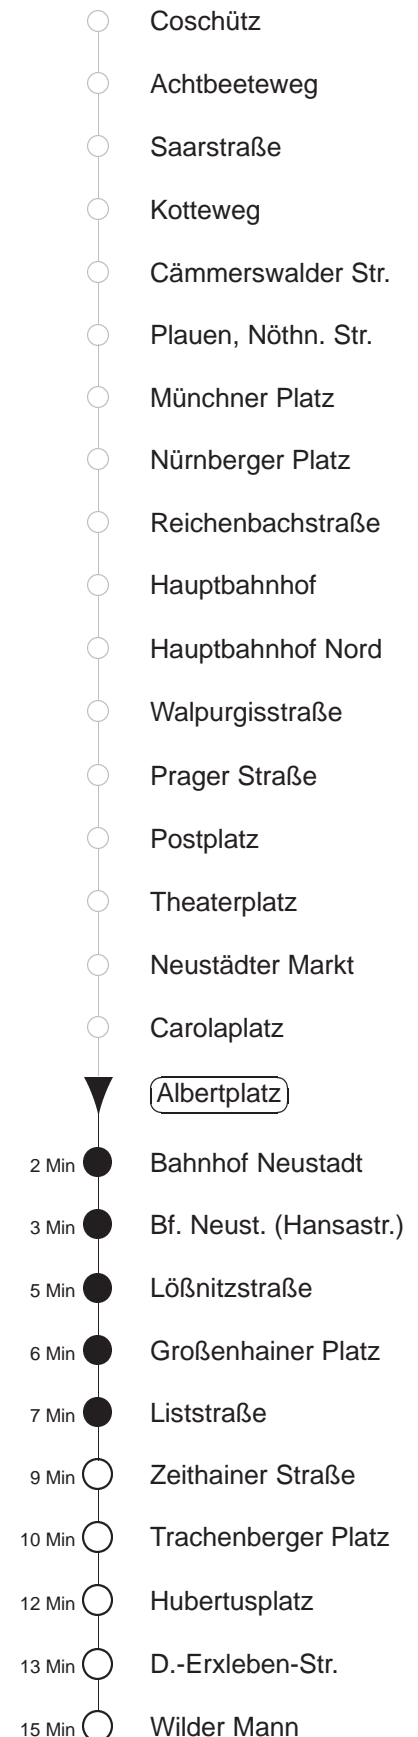 Coschütz
Achtbeeteweg
Saarstraße
Kotteweg
Cämmerswalder Str.
Plauen, Nöthn. Str.
Münchner Platz
Nürnberger Platz
Reichenbachstraße
Hauptbahnhof
Hauptbahnhof Nord
Walpurgisstraße
Prager Straße
Postplatz
Theaterplatz
Neustädter Markt
Carolaplatz
Albertplatz
2 Min Bahnhof Neustadt
3 Min Bf. Neust. (Hansastr.)
5 Min Lößnitzstraße
6 Min Großenhainer Platz
7 Min Liststraße
9 Min Zeithainer Straße
10 Min Trachenberger Platz
12 Min Hubertusplatz
13 Min D.-Erxleben-Str.
15 Min Wilder Mann